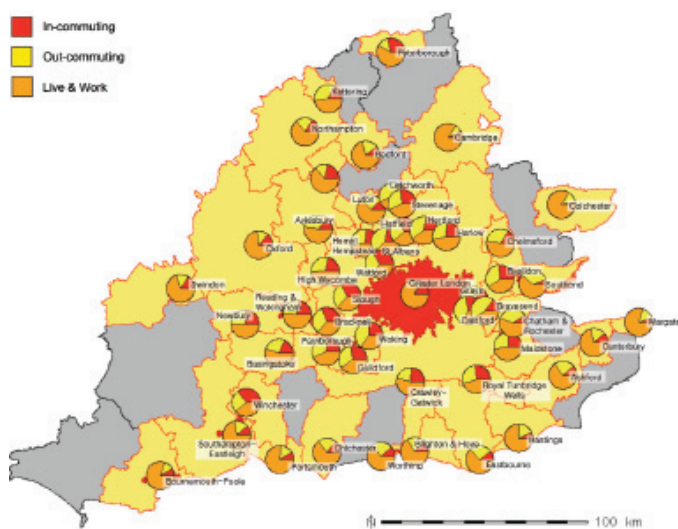 In-commuting
Out-commuting
Live & Work
Peterborough
Kettering
Northampton
Cambridge
Bedford
Letchworth
Colchester
Luton
Stevenage
Aylesbury
Hatfield
Hertford
Harlow
Chelmsford
Oxford
Hemel
Hempstead
St Albans
High Wycombe
Watford
Basildon
Southend
Swindon
Greater London
Slough
Reading &
Wokingham
Gravesend
Margate
Newbury
Bracknell
Dartford
Chatham &
Rochester
Canterbury
Farnborough
Woking
Maidstone
Basingstoke
Guildford
Ashford
Crawley-
Gatwick
Royal Tunbridge
Wells
Winchester
Southampton-
Eastleigh
Chichester
Brighton & Hove
Hastings
Portsmouth
Worthing
Eastbourne
Bournemouth-Poole
100 km